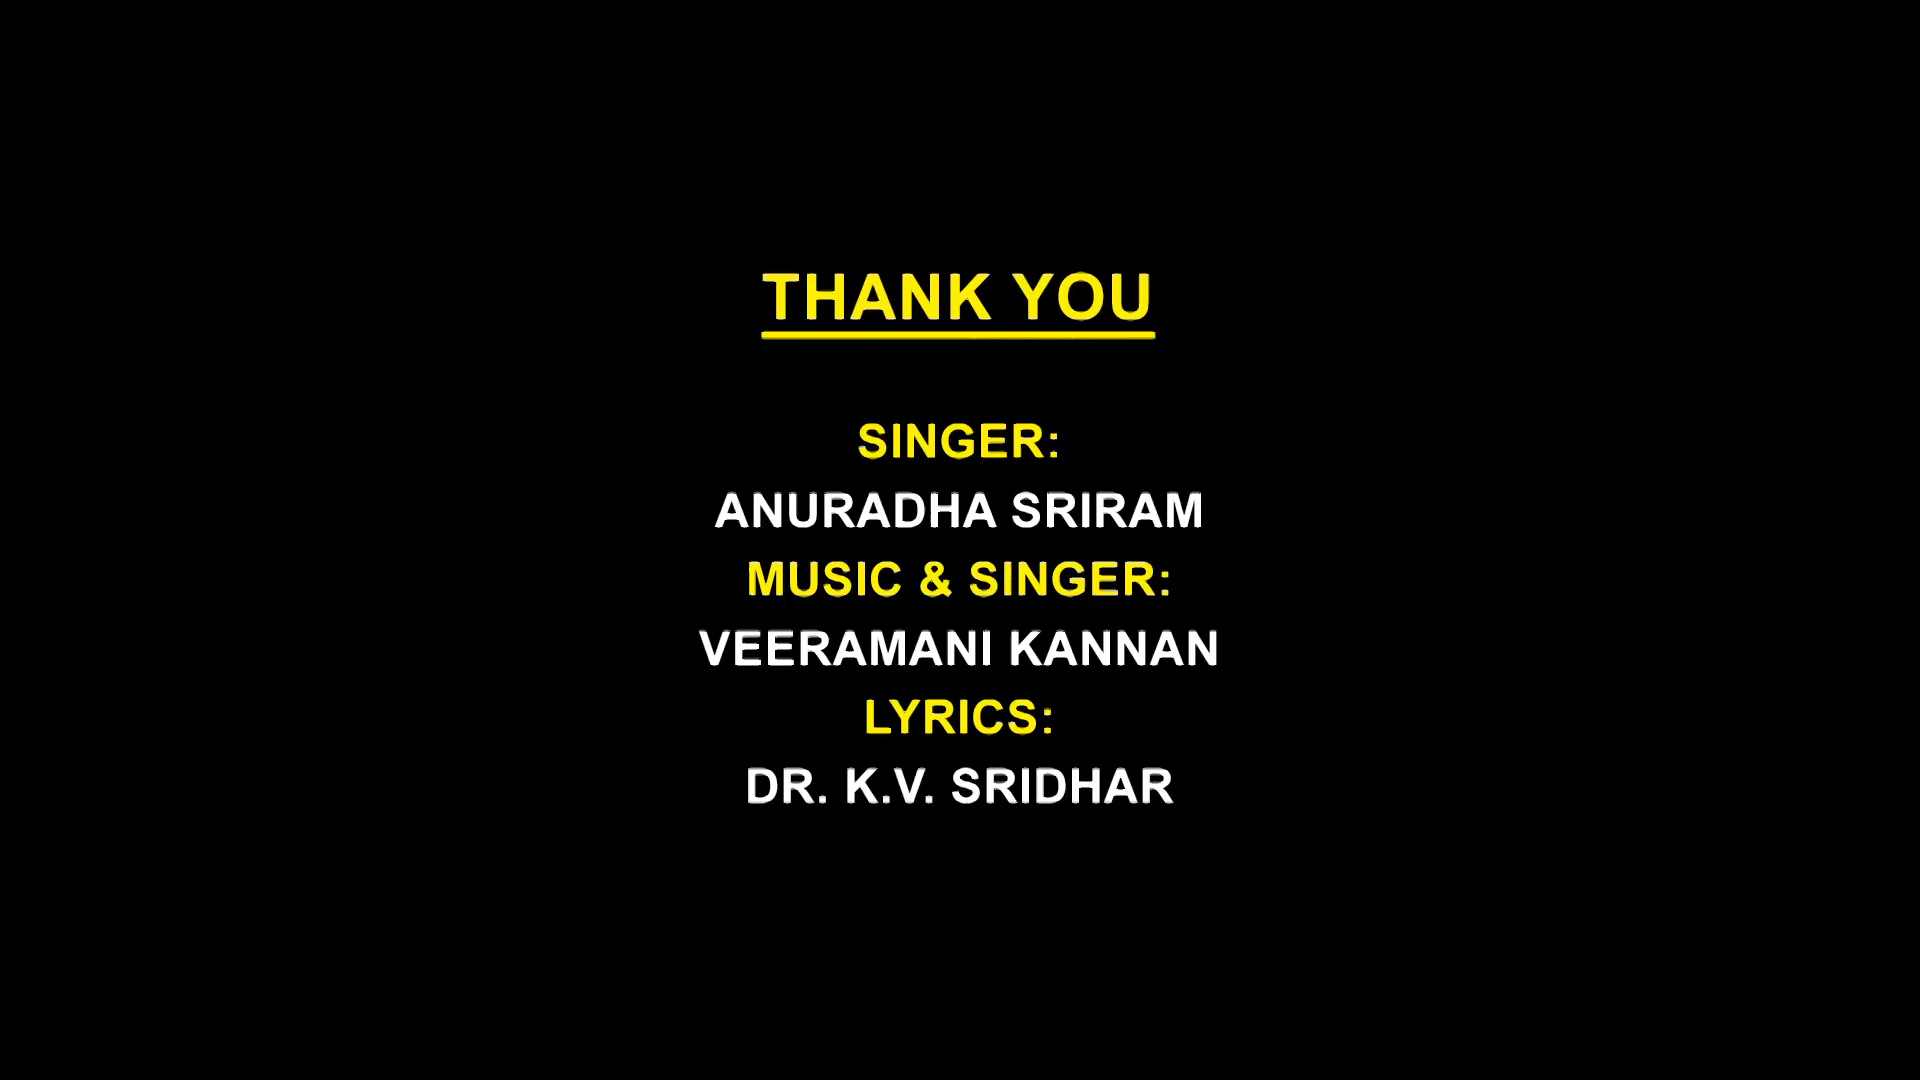 THANK YOU
SINGER:
ANURADHA SRIRAM
MUSIC & SINGER:
VEERAMANI KANNAN
LYRICS:
DR. K.V. SRIDHAR